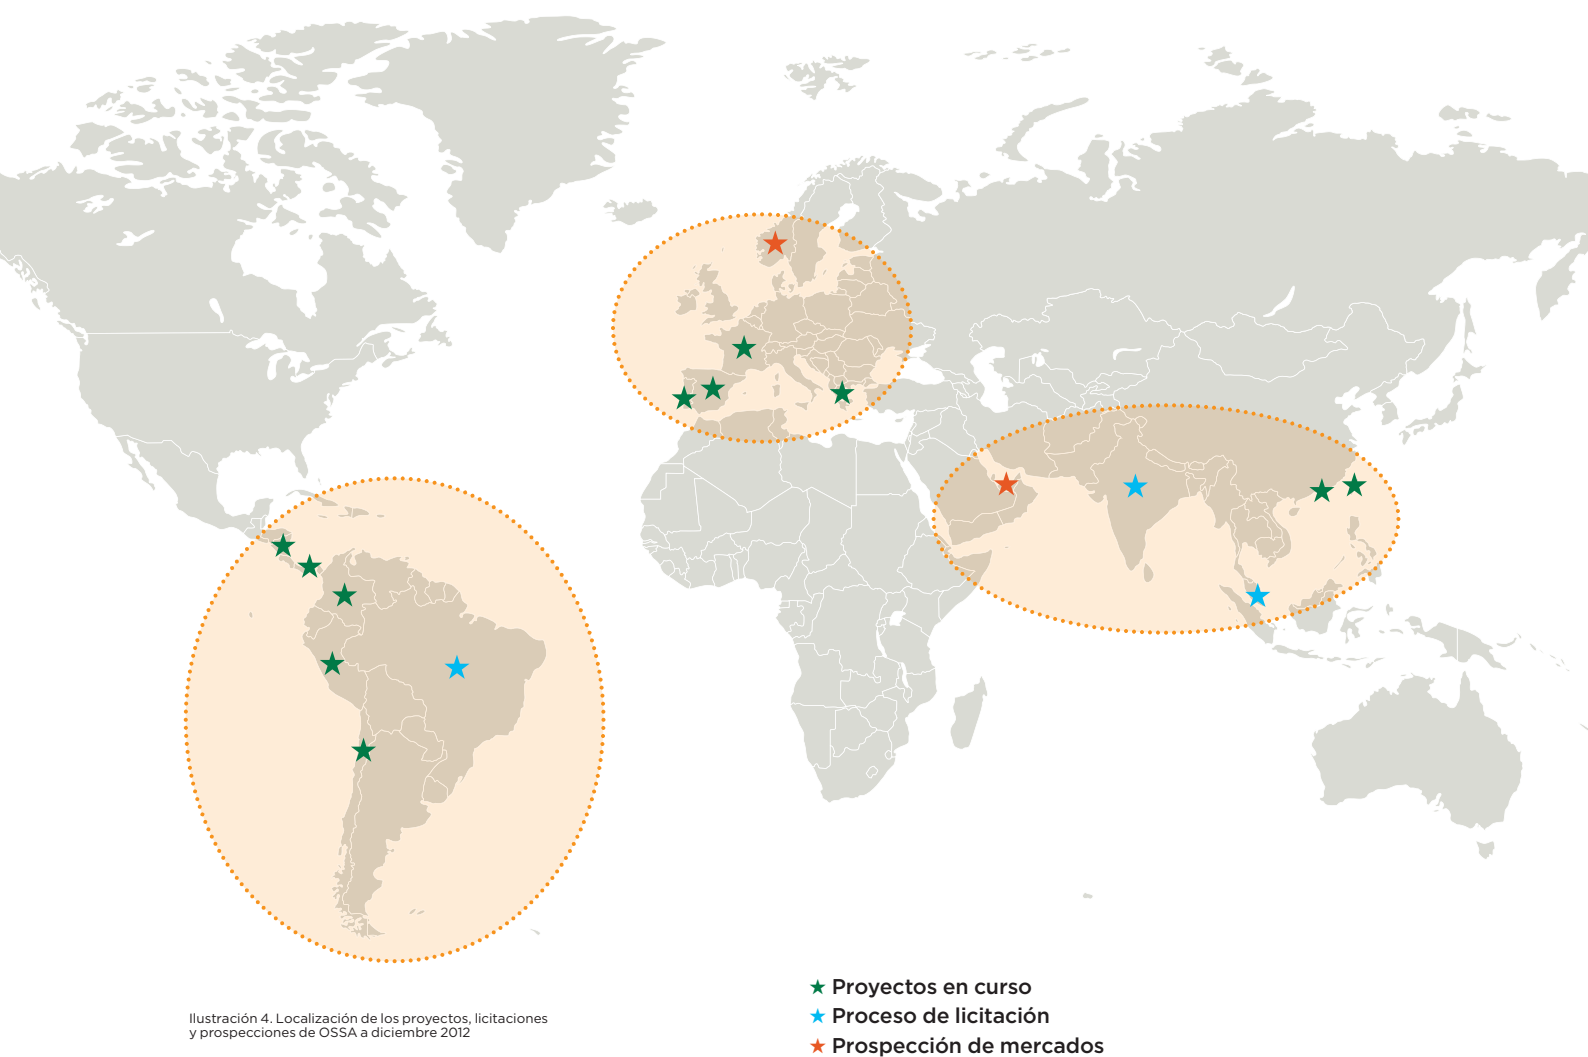 Ilustración 4. Localización de los proyectos, licitaciones
y prospecciones de OSSA a diciembre 2012
Proyectos en curso
Proceso de licitación
Prospección de mercados